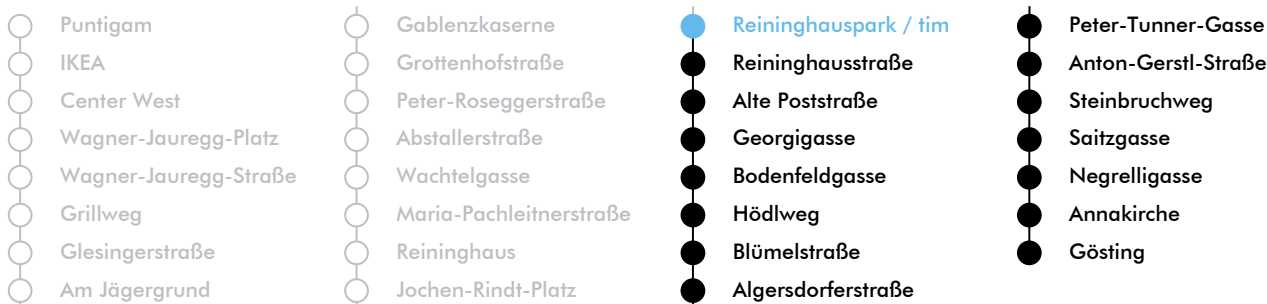 Puntigam
IKEA
Center West
Wagner-Jauregg-Platz
Wagner-Jauregg-Straße
Grillweg
Glesingerstraße
Am Jägergrund
Gablenzkaserne
Grottenhofstraße
Peter-Roseggerstraße
Abstallerstraße
Wachtelgasse
Maria-Pachleitnerstraße
Reininghaus
Jochen-Rindt-Platz
Reininghauspark / tim
Reininghausstraße
Alte Poststraße
Georgigasse
Bodenfeldgasse
Hödlweg
Blümelstraße
Algersdorferstraße
Peter-Tunner-Gasse
Anton-Gerstl-Straße
Steinbruchweg
Saitzgasse
Negrelligasse
Annakirche
Gösting